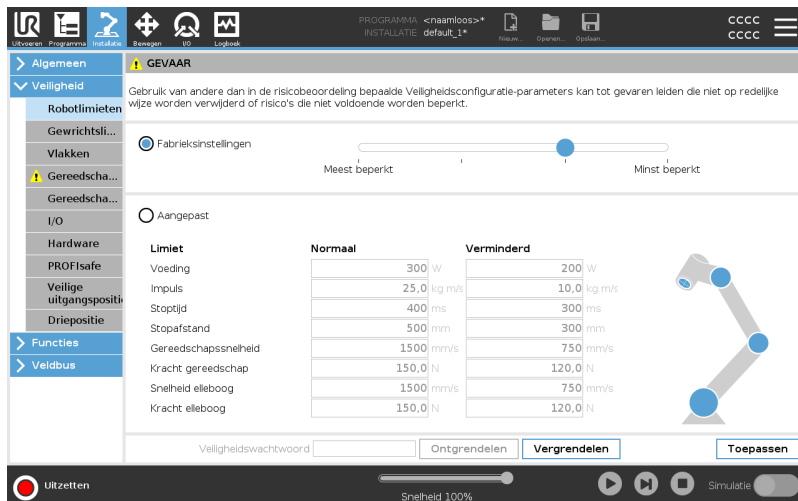 UR
Uitvoeren Programma Installatie Bewegen I/O Logboek
PROGRAMMA <naamloos>*
INSTALLATIE default_1*
Nieuw... Openen... Opslaan...
cccc
cccc
Algemeen
Veiligheid
Robotlimieten
Gewrichtsli...
Vlakken
Gereedscha...
Gereedscha...
I/O
Hardware
PROFIsafe
Veilige
uitgangspositi
Driepositie
Functies
Veldbus
GEVAAR
Gebruik van andere dan in de risicobeoordeling bepaalde Veiligheidsconfiguratie-parameters kan tot gevaren leiden die niet op redelijke
wijze worden verwijderd of risico's die niet voldoende worden beperkt.
Fabrieksinstellingen
Meest beperkt Minst beperkt
Aangepast
Limiet Normaal Verminderd
Voeding 300 W 200 W
Impuls 25,0 kg m/s 10,0 kg m/s
Stoptijd 400 ms 300 ms
Stopafstand 500 mm 300 mm
Gereedschapssnelheid 1500 mm/s 750 mm/s
Kracht gereedschap 150,0 N 120,0 N
Snelheid elleboog 1500 mm/s 750 mm/s
Kracht elleboog 150,0 N 120,0 N
Veiligheidswachtwoord Ontgrendelen Vergrendelen Toepassen
Uitzetten
Snelheid 100%
Simulatie